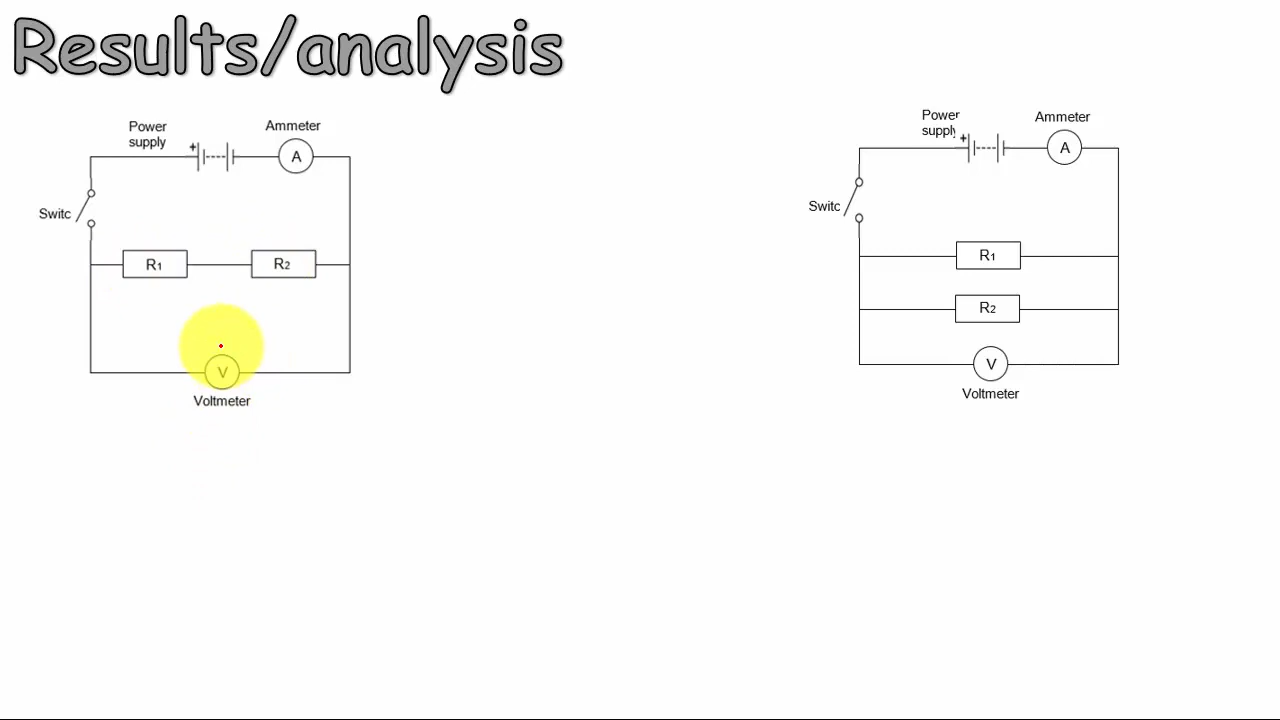 Results/analysis
Power
supply
Ammeter
+
A
Switc
R1
R2
V
Voltmeter
Power
supply
Ammeter
+
A
Switc
R1
R2
V
Voltmeter